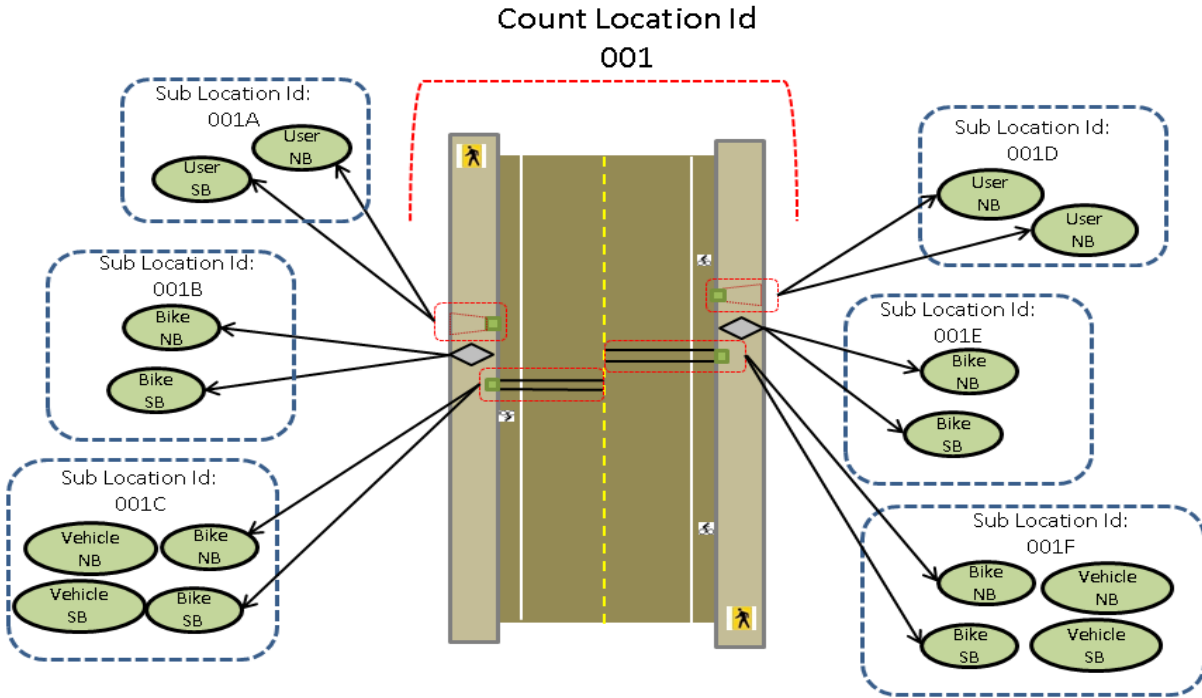 Count Location Id
001
Sub Location Id:
001A
User
NB
User
SB
Sub Location Id:
001B
Bike
NB
Bike
SB
Sub Location Id:
001C
Vehicle
NB
Bike
NB
Vehicle
SB
Bike
SB
Sub Location Id:
001D
User
NB
User
NB
Sub Location Id:
001E
Bike
NB
Bike
SB
Sub Location Id:
001F
Bike
NB
Vehicle
NB
Bike
SB
Vehicle
SB